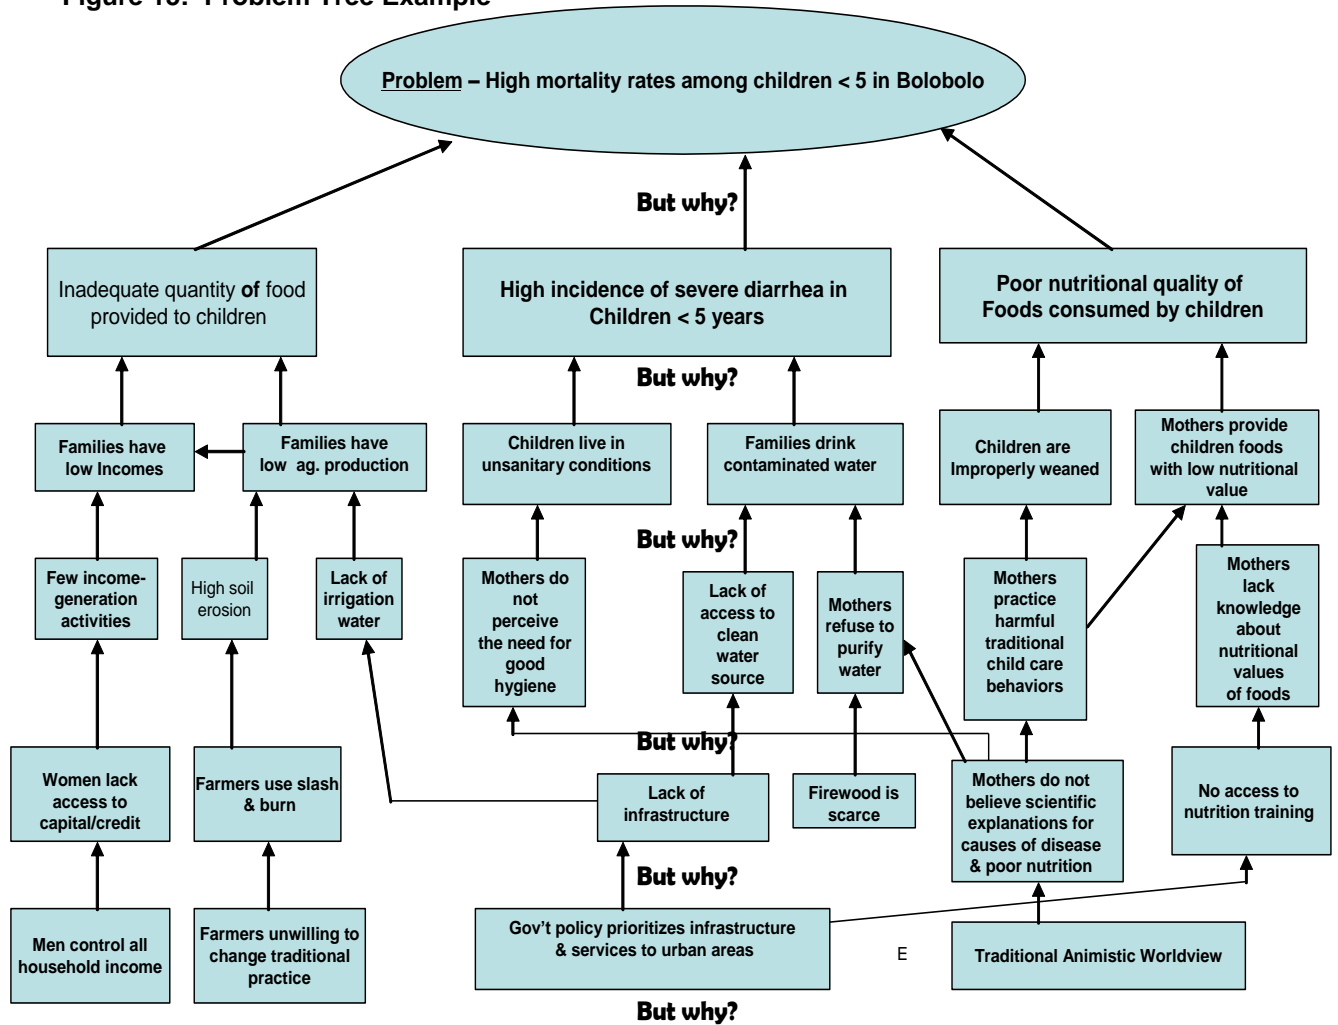 Figure 15. Problem Tree Example
Problem – High mortality rates among children < 5 in Bolobolo
But why?
Inadequate quantity of food
provided to children
High incidence of severe diarrhea in
Children < 5 years
Poor nutritional quality of
Foods consumed by children
But why?
Families have
low Incomes
Families have
low ag. production
Children live in
unsanitary conditions
Families drink
contaminated water
Children are
Improperly weaned
Mothers provide
children foods
with low nutritional
value
But why?
Few income-
generation
activities
High soil
erosion
Lack of
irrigation
water
Mothers do
not
perceive
the need for
good
hygiene
Lack of
access to
clean
water
source
Mothers
refuse to
purify
water
Mothers
practice
harmful
traditional
child care
behaviors
Mothers
lack
knowledge
about
nutritional
values
of foods
But why?
Women lack
access to
capital/credit
Farmers use slash
& burn
Lack of
infrastructure
Firewood is
scarce
Mothers do not
believe scientific
explanations for
causes of disease
& poor nutrition
No access to
nutrition training
But why?
Men control all
household income
Farmers unwilling to
change traditional
practice
Gov't policy prioritizes infrastructure
& services to urban areas
E
Traditional Animistic Worldview
But why?